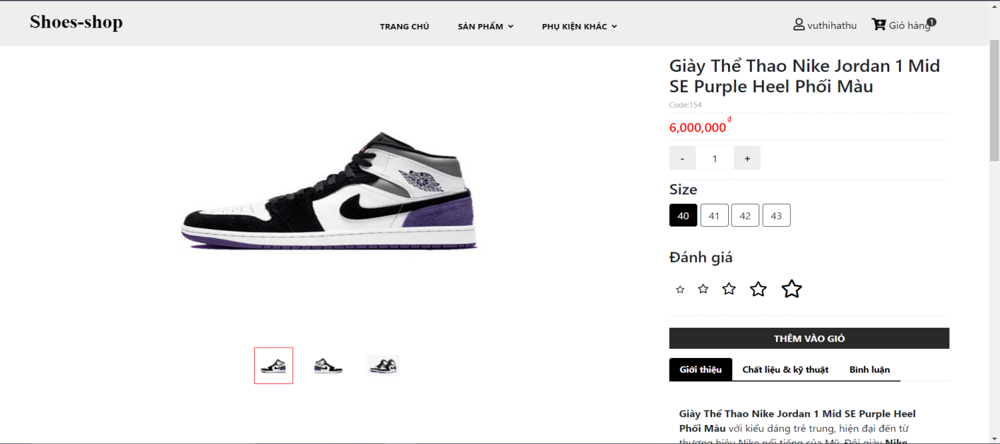 Shoes-shop
TRANG CHỦ
SẢN PHẨM
PHỤ KIỆN KHÁC
vuthihathu
Giỏ hàng
1
Giày Thể Thao Nike Jordan 1 Mid
SE Purple Heel Phối Màu
Code:154
6,000,000 đ
- 1 +
Size
40 41 42 43
Đánh giá
THÊM VÀO GIỎ
Giới thiệu
Chất liệu & kỹ thuật
Bình luận
Giày Thể Thao Nike Jordan 1 Mid SE Purple Heel
Phối Màu với kiểu dáng trẻ trung, hiện đại đến từ
thương hiệu Nike nổi tiếng của Mỹ. Đôi giày Nike